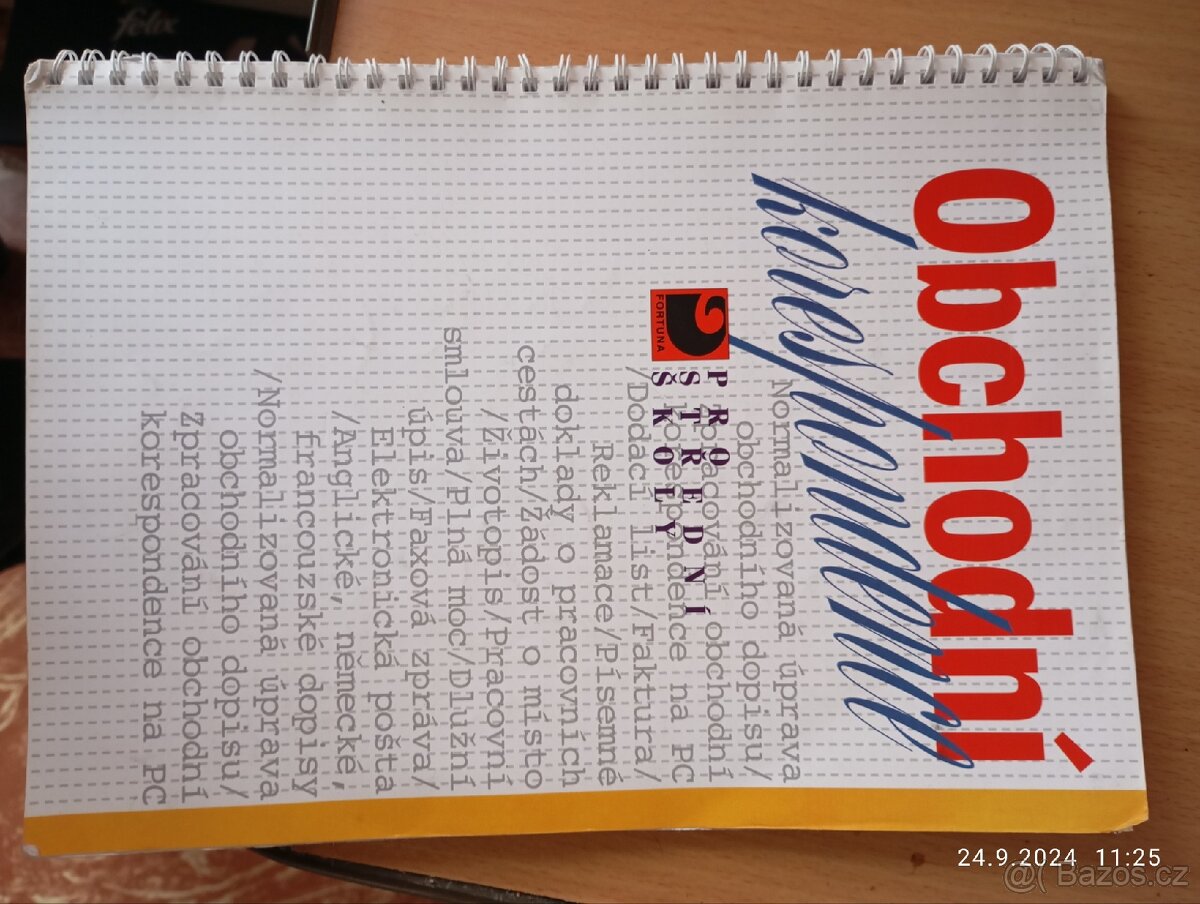 Obchodní
korespondence
Normalizovaná úprava
obchodního dopisu/
Zpracování obchodní
korespondence na PC
/Dodací list/Faktura/
Reklamace/Písemné
doklady o pracovních
cestách/Žádost o místo
/Životopis/Pracovní
smlouva/Plná moc/Dlužní
úpis/Faxová zpráva/
Elektronická pošta
/Anglické, německé,
francouzské dopisy
/Normalizovaná úprava
obchodního dopisu/
Zpracování obchodní
korespondence na PC
PRO
STŘEDNÍ
ŠKOLY
FORTUNA
felix
24.9.2024 11:25
@( Bazoš.cz